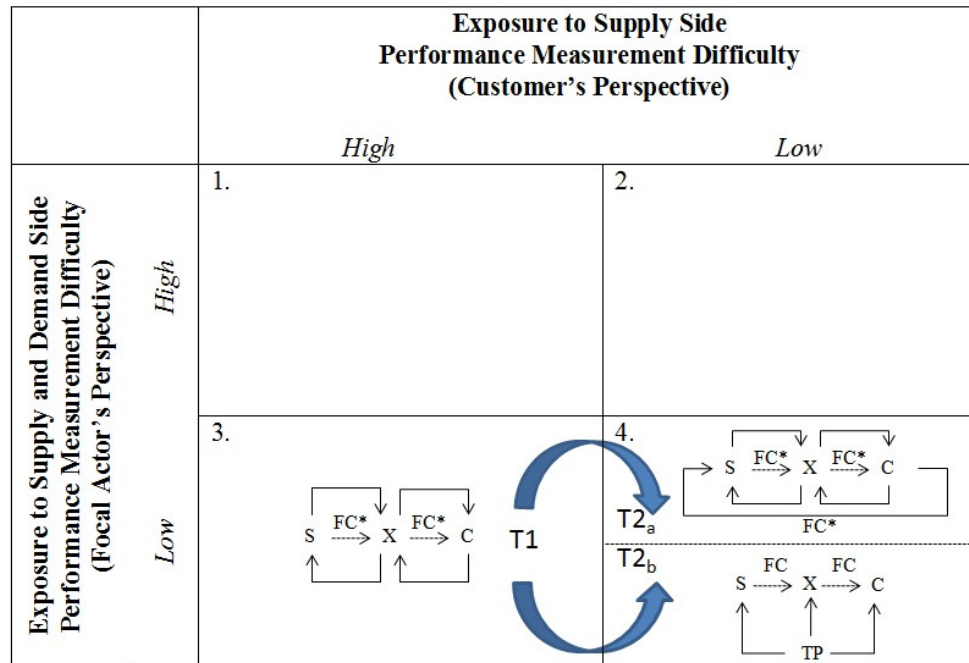 Exposure to Supply Side
Performance Measurement Difficulty
(Customer's Perspective)
High Low
Exposure to Supply and Demand Side
Performance Measurement Difficulty
(Focal Actor's Perspective)
High
Low
1.
2.
3.
FC* FC*
S X C
T1
4.
FC* FC*
S X C
FC*
T2a
T2b
FC FC
S X C
TP